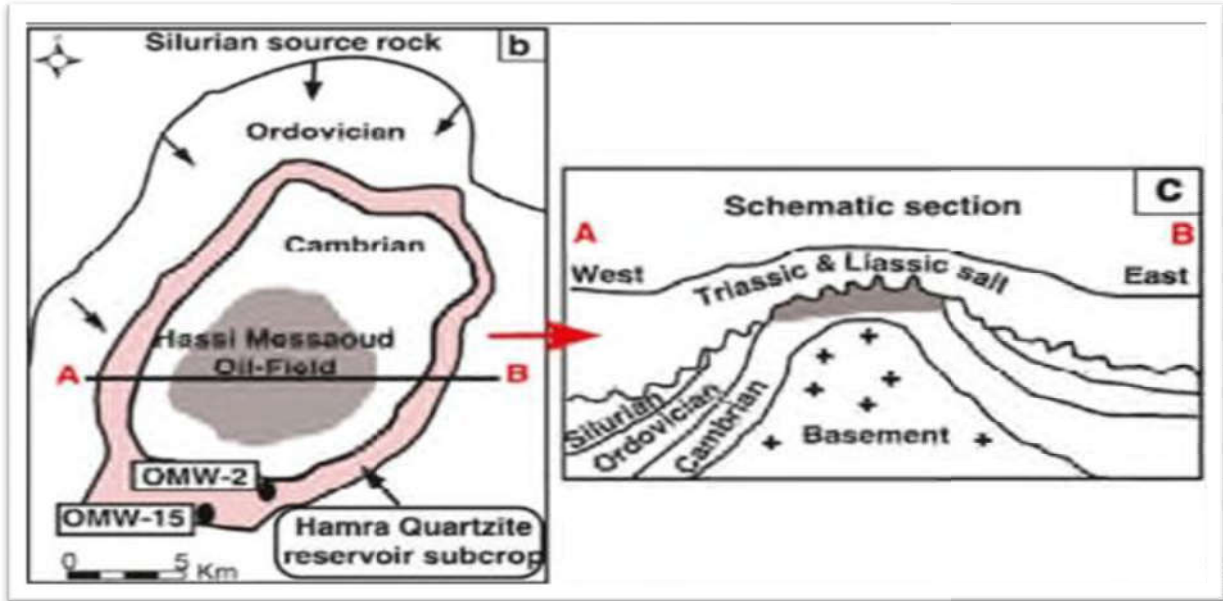 Silurian source rock
b
Ordovician
Cambrian
Hassi Messaoud
Oil-Field
A
B
OMW-2
OMW-15
Hamra Quartzite
reservoir subcrop
0
5
Km
C
Schematic section
A
B
West
East
Triassic & Liassic salt
Silurian
Ordovician
Cambrian
Basement